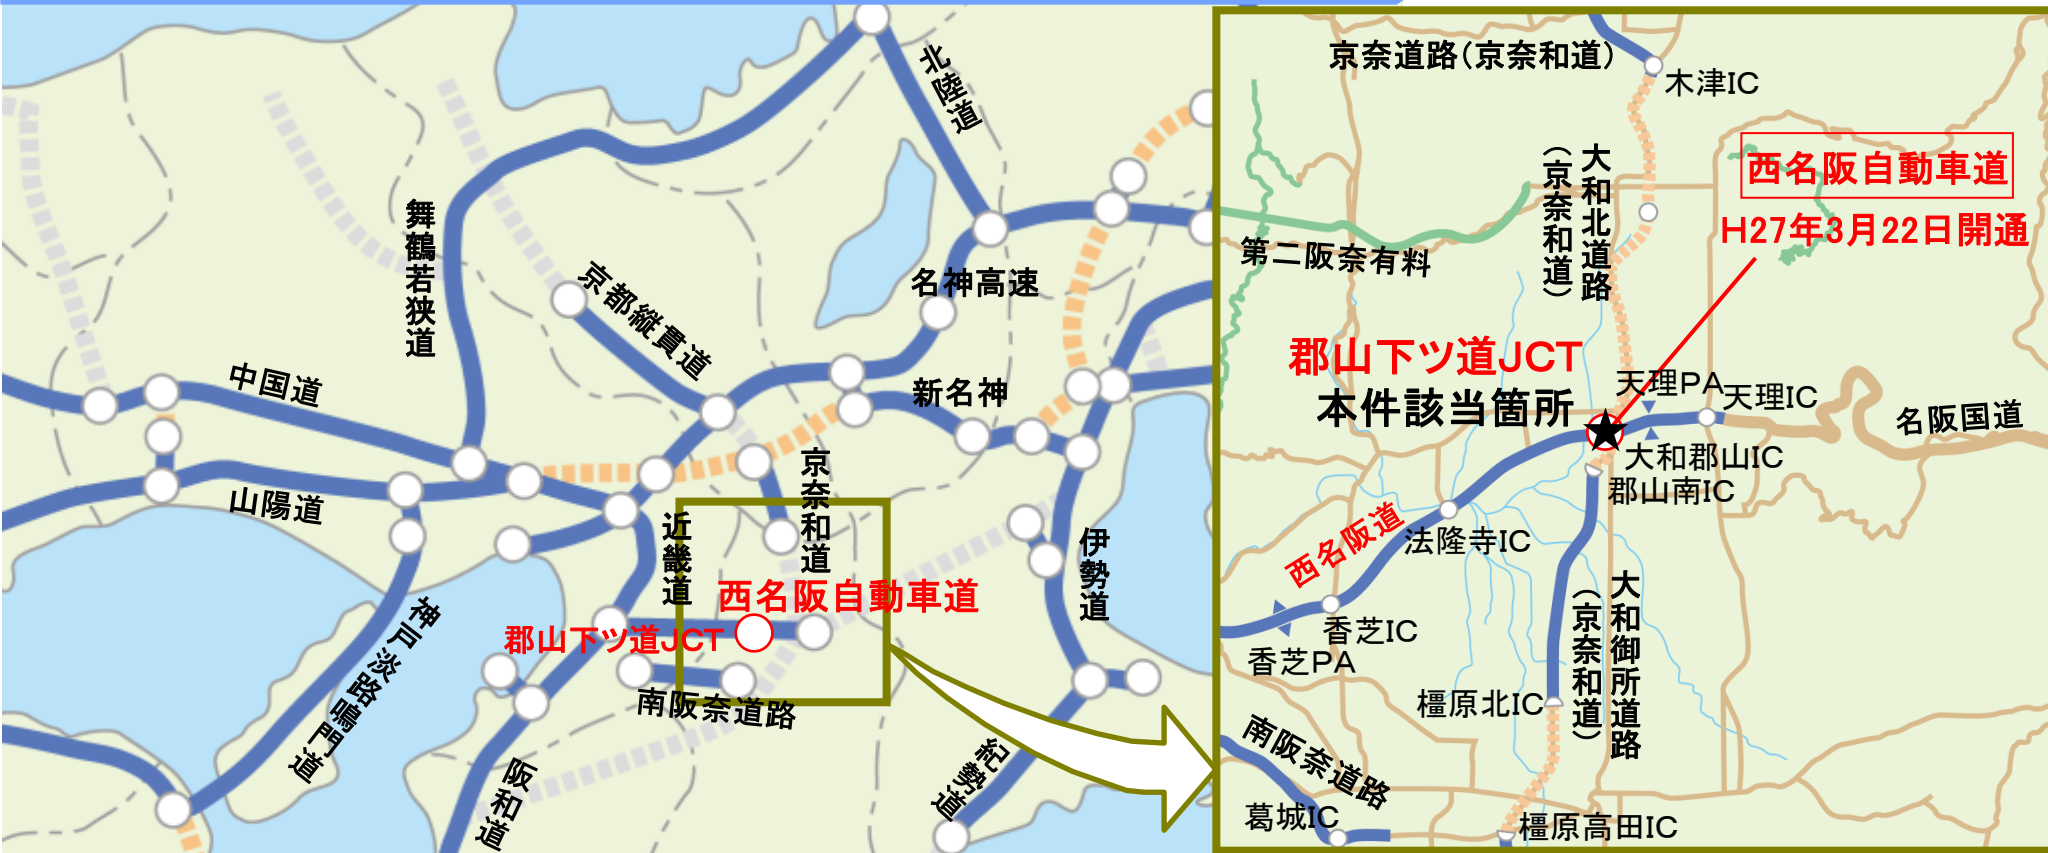 北陸道
舞鶴若狭道
京都縦貫道
名神高速
中国道
新名神
山陽道
京奈和道
近畿道
伊勢道
西名阪自動車道
郡山下ツ道JCT
神戸淡路鳴門道
南阪奈道路
阪和道
紀勢道
京奈道路(京奈和道)
木津IC
大和北道路
(京奈和道)
西名阪自動車道
H27年3月22日開通
第二阪奈有料
郡山下ツ道JCT
本件該当箇所
天理PA
天理IC
名阪国道
大和郡山IC
郡山南IC
西名阪道
法隆寺IC
香芝IC
香芝PA
大和御所道路
(京奈和道)
橿原北IC
南阪奈道路
葛城IC
橿原高田IC